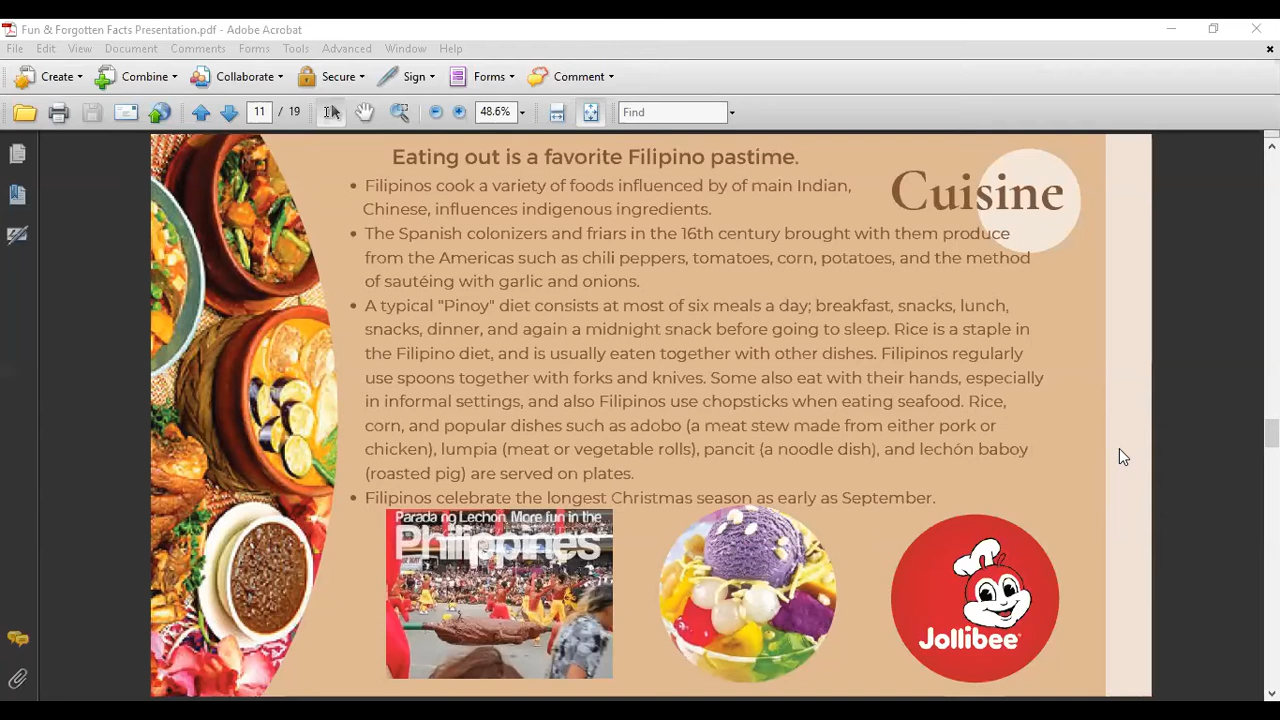 Fun & Forgotten Facts Presentation.pdf - Adobe Acrobat
File Edit View Document Comments Forms Tools Advanced Window Help
Create Combine Collaborate Secure Sign Forms Comment
11 / 19 48.6% Find
Eating out is a favorite Filipino pastime.
Cuisine
• Filipinos cook a variety of foods influenced by of main Indian,
Chinese, influences indigenous ingredients.
• The Spanish colonizers and friars in the 16th century brought with them produce
from the Americas such as chili peppers, tomatoes, corn, potatoes, and the method
of sautéing with garlic and onions.
• A typical "Pinoy" diet consists at most of six meals a day; breakfast, snacks, lunch,
snacks, dinner, and again a midnight snack before going to sleep. Rice is a staple in
the Filipino diet, and is usually eaten together with other dishes. Filipinos regularly
use spoons together with forks and knives. Some also eat with their hands, especially
in informal settings, and also Filipinos use chopsticks when eating seafood. Rice,
corn, and popular dishes such as adobo (a meat stew made from either pork or
chicken), lumpia (meat or vegetable rolls), pancit (a noodle dish), and lechón baboy
(roasted pig) are served on plates.
• Filipinos celebrate the longest Christmas season as early as September.
Parada ng Lechon. More fun in the
Philippines
Jollibee